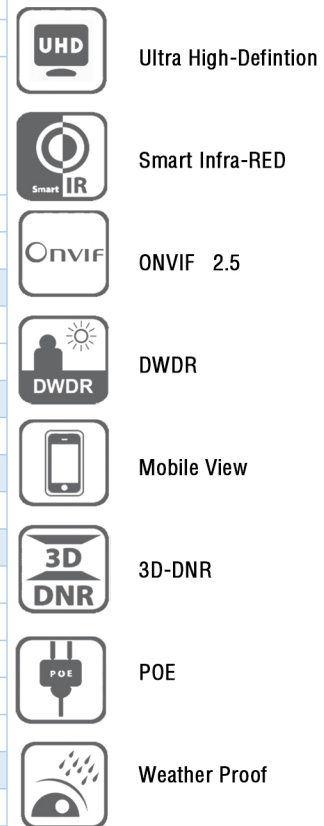 UHD
Ultra High-Defintion
Smart IR
Smart Infra-RED
ONVIF
ONVIF 2.5
DWDR
DWDR
Mobile View
3D
DNR
3D-DNR
POE
POE
Weather Proof